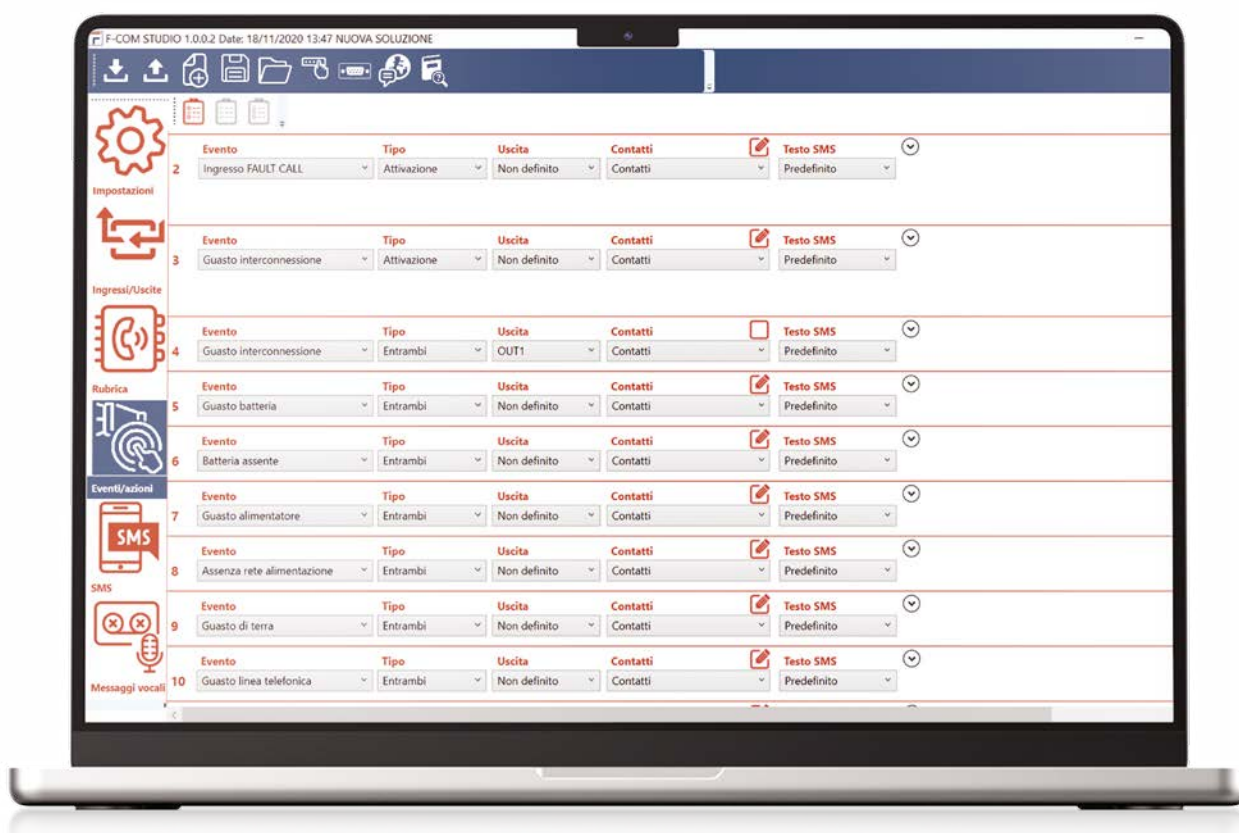 F-COM STUDIO 1.0.0.2 Date: 18/11/2020 13:47 NUOVA SOLUZIONE
Impostazioni
Ingressi/Uscite
Rubrica
Eventi/azioni
SMS
SMS
Messaggi vocali
Evento Tipo Uscita Contatti Testo SMS
2 Ingresso FAULT CALL Attivazione Non definito Contatti Predefinito
Evento Tipo Uscita Contatti Testo SMS
3 Guasto interconnessione Attivazione Non definito Contatti Predefinito
Evento Tipo Uscita Contatti Testo SMS
4 Guasto interconnessione Entrambi OUT1 Contatti Predefinito
Evento Tipo Uscita Contatti Testo SMS
5 Guasto batteria Entrambi Non definito Contatti Predefinito
Evento Tipo Uscita Contatti Testo SMS
6 Batteria assente Entrambi Non definito Contatti Predefinito
Evento Tipo Uscita Contatti Testo SMS
7 Guasto alimentatore Entrambi Non definito Contatti Predefinito
Evento Tipo Uscita Contatti Testo SMS
8 Assenza rete alimentazione Entrambi Non definito Contatti Predefinito
Evento Tipo Uscita Contatti Testo SMS
9 Guasto di terra Entrambi Non definito Contatti Predefinito
Evento Tipo Uscita Contatti Testo SMS
10 Guasto linea telefonica Entrambi Non definito Contatti Predefinito